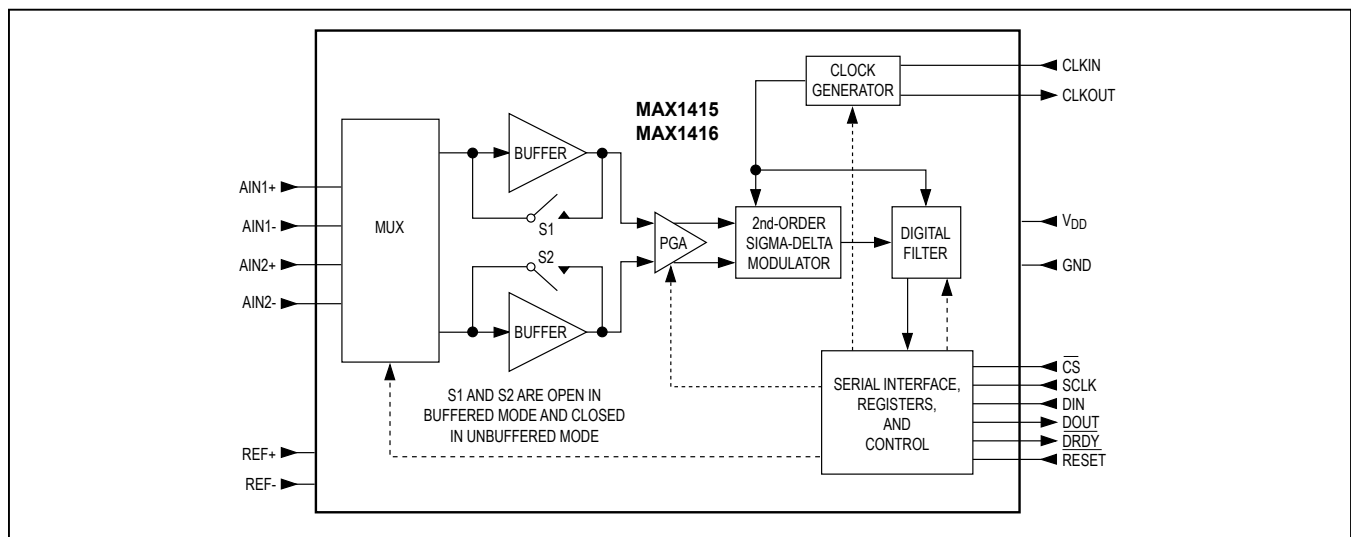 CLOCK
GENERATOR
CLKIN
CLKOUT
MAX1415
MAX1416
MUX
BUFFER
S1
S2
BUFFER
PGA
2nd-ORDER
SIGMA-DELTA
MODULATOR
DIGITAL
FILTER
AIN1+
AIN1-
AIN2+
AIN2-
VDD
GND
S1 AND S2 ARE OPEN IN
BUFFERED MODE AND CLOSED
IN UNBUFFERED MODE
SERIAL INTERFACE,
REGISTERS,
AND
CONTROL
CS
SCLK
DIN
DOUT
DRDY
RESET
REF+
REF-